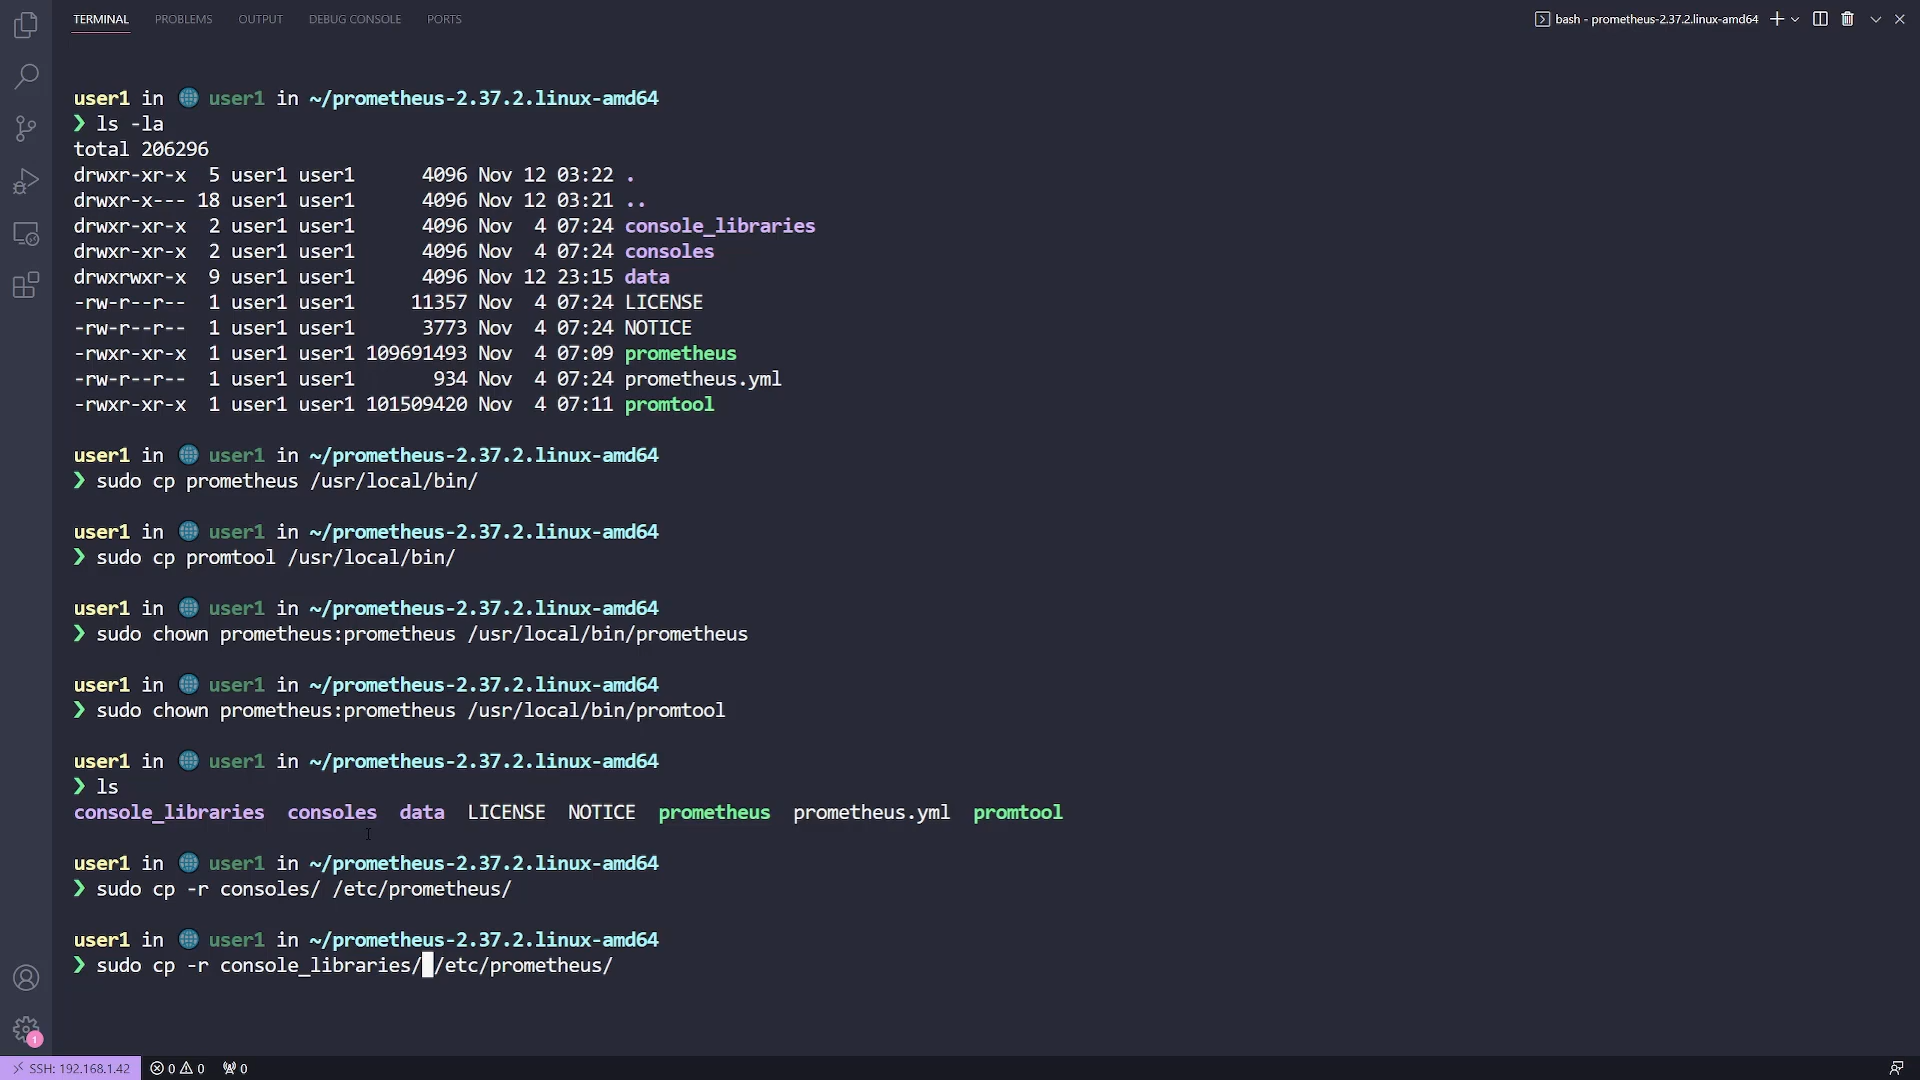 TERMINAL PROBLEMS OUTPUT DEBUG CONSOLE PORTS bash - prometheus-2.37.2.linux-amd64
user1 in user1 in ~/prometheus-2.37.2.linux-amd64
❯ ls -la
total 206296
drwxr-xr-x 5 user1 user1 4096 Nov 12 03:22 .
drwxr-x--- 18 user1 user1 4096 Nov 12 03:21 ..
drwxr-xr-x 2 user1 user1 4096 Nov 4 07:24 console_libraries
drwxr-xr-x 2 user1 user1 4096 Nov 4 07:24 consoles
drwxrwxr-x 9 user1 user1 4096 Nov 12 23:15 data
-rw-r--r-- 1 user1 user1 11357 Nov 4 07:24 LICENSE
-rw-r--r-- 1 user1 user1 3773 Nov 4 07:24 NOTICE
-rwxr-xr-x 1 user1 user1 109691493 Nov 4 07:09 prometheus
-rw-r--r-- 1 user1 user1 934 Nov 4 07:24 prometheus.yml
-rwxr-xr-x 1 user1 user1 101509420 Nov 4 07:11 promtool
user1 in user1 in ~/prometheus-2.37.2.linux-amd64
❯ sudo cp prometheus /usr/local/bin/
user1 in user1 in ~/prometheus-2.37.2.linux-amd64
❯ sudo cp promtool /usr/local/bin/
user1 in user1 in ~/prometheus-2.37.2.linux-amd64
❯ sudo chown prometheus:prometheus /usr/local/bin/prometheus
user1 in user1 in ~/prometheus-2.37.2.linux-amd64
❯ sudo chown prometheus:prometheus /usr/local/bin/promtool
user1 in user1 in ~/prometheus-2.37.2.linux-amd64
❯ ls
console_libraries consoles data LICENSE NOTICE prometheus prometheus.yml promtool
user1 in user1 in ~/prometheus-2.37.2.linux-amd64
❯ sudo cp -r consoles/ /etc/prometheus/
user1 in user1 in ~/prometheus-2.37.2.linux-amd64
❯ sudo cp -r console_libraries/ /etc/prometheus/
1
SSH: 192.168.1.42 0 0 0